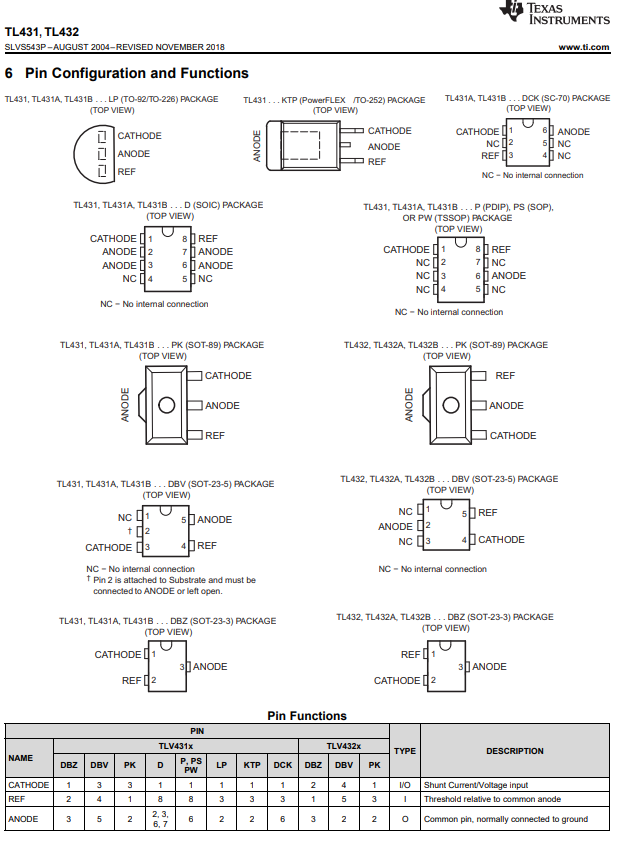 TEXAS
INSTRUMENTS
TL431, TL432
SLVS543P – AUGUST 2004 – REVISED NOVEMBER 2018
www.ti.com
6 Pin Configuration and Functions
TL431, TL431A, TL431B . . . LP (TO-92/TO-226) PACKAGE
(TOP VIEW)
CATHODE
ANODE
REF
TL431 . . . KTP (PowerFLEX /TO-252) PACKAGE
(TOP VIEW)
ANODE
CATHODE
ANODE
REF
TL431A, TL431B . . . DCK (SC-70) PACKAGE
(TOP VIEW)
CATHODE 1 6 ANODE
NC 2 5 NC
REF 3 4 NC
NC − No internal connection
TL431, TL431A, TL431B . . . D (SOIC) PACKAGE
(TOP VIEW)
CATHODE 1 8 REF
ANODE 2 7 ANODE
ANODE 3 6 ANODE
NC 4 5 NC
NC − No internal connection
TL431, TL431A, TL431B . . . P (PDIP), PS (SOP),
OR PW (TSSOP) PACKAGE
(TOP VIEW)
CATHODE 1 8 REF
NC 2 7 NC
NC 3 6 ANODE
NC 4 5 NC
NC − No internal connection
TL431, TL431A, TL431B . . . PK (SOT-89) PACKAGE
(TOP VIEW)
ANODE
CATHODE
ANODE
REF
TL432, TL432A, TL432B . . . PK (SOT-89) PACKAGE
(TOP VIEW)
ANODE
REF
ANODE
CATHODE
TL431, TL431A, TL431B . . . DBV (SOT-23-5) PACKAGE
(TOP VIEW)
NC 1 5 ANODE
† 2
CATHODE 3 4 REF
NC − No internal connection
† Pin 2 is attached to Substrate and must be
connected to ANODE or left open.
TL432, TL432A, TL432B . . . DBV (SOT-23-5) PACKAGE
(TOP VIEW)
NC 1 5 REF
ANODE 2
NC 3 4 CATHODE
NC − No internal connection
TL431, TL431A, TL431B . . . DBZ (SOT-23-3) PACKAGE
(TOP VIEW)
CATHODE 1
3 ANODE
REF 2
TL432, TL432A, TL432B . . . DBZ (SOT-23-3) PACKAGE
(TOP VIEW)
REF 1
3 ANODE
CATHODE 2
Pin Functions
PIN
NAME TLV431x TLV432x TYPE DESCRIPTION
DBZ DBV PK D P, PS PW LP KTP DCK DBZ DBV PK
CATHODE 1 3 3 1 1 1 1 1 2 4 1 I/O Shunt Current/Voltage input
REF 2 4 1 8 8 3 3 3 1 5 3 I Threshold relative to common anode
ANODE 3 5 2 2, 3, 6, 7 6 2 2 6 3 2 2 O Common pin, normally connected to ground